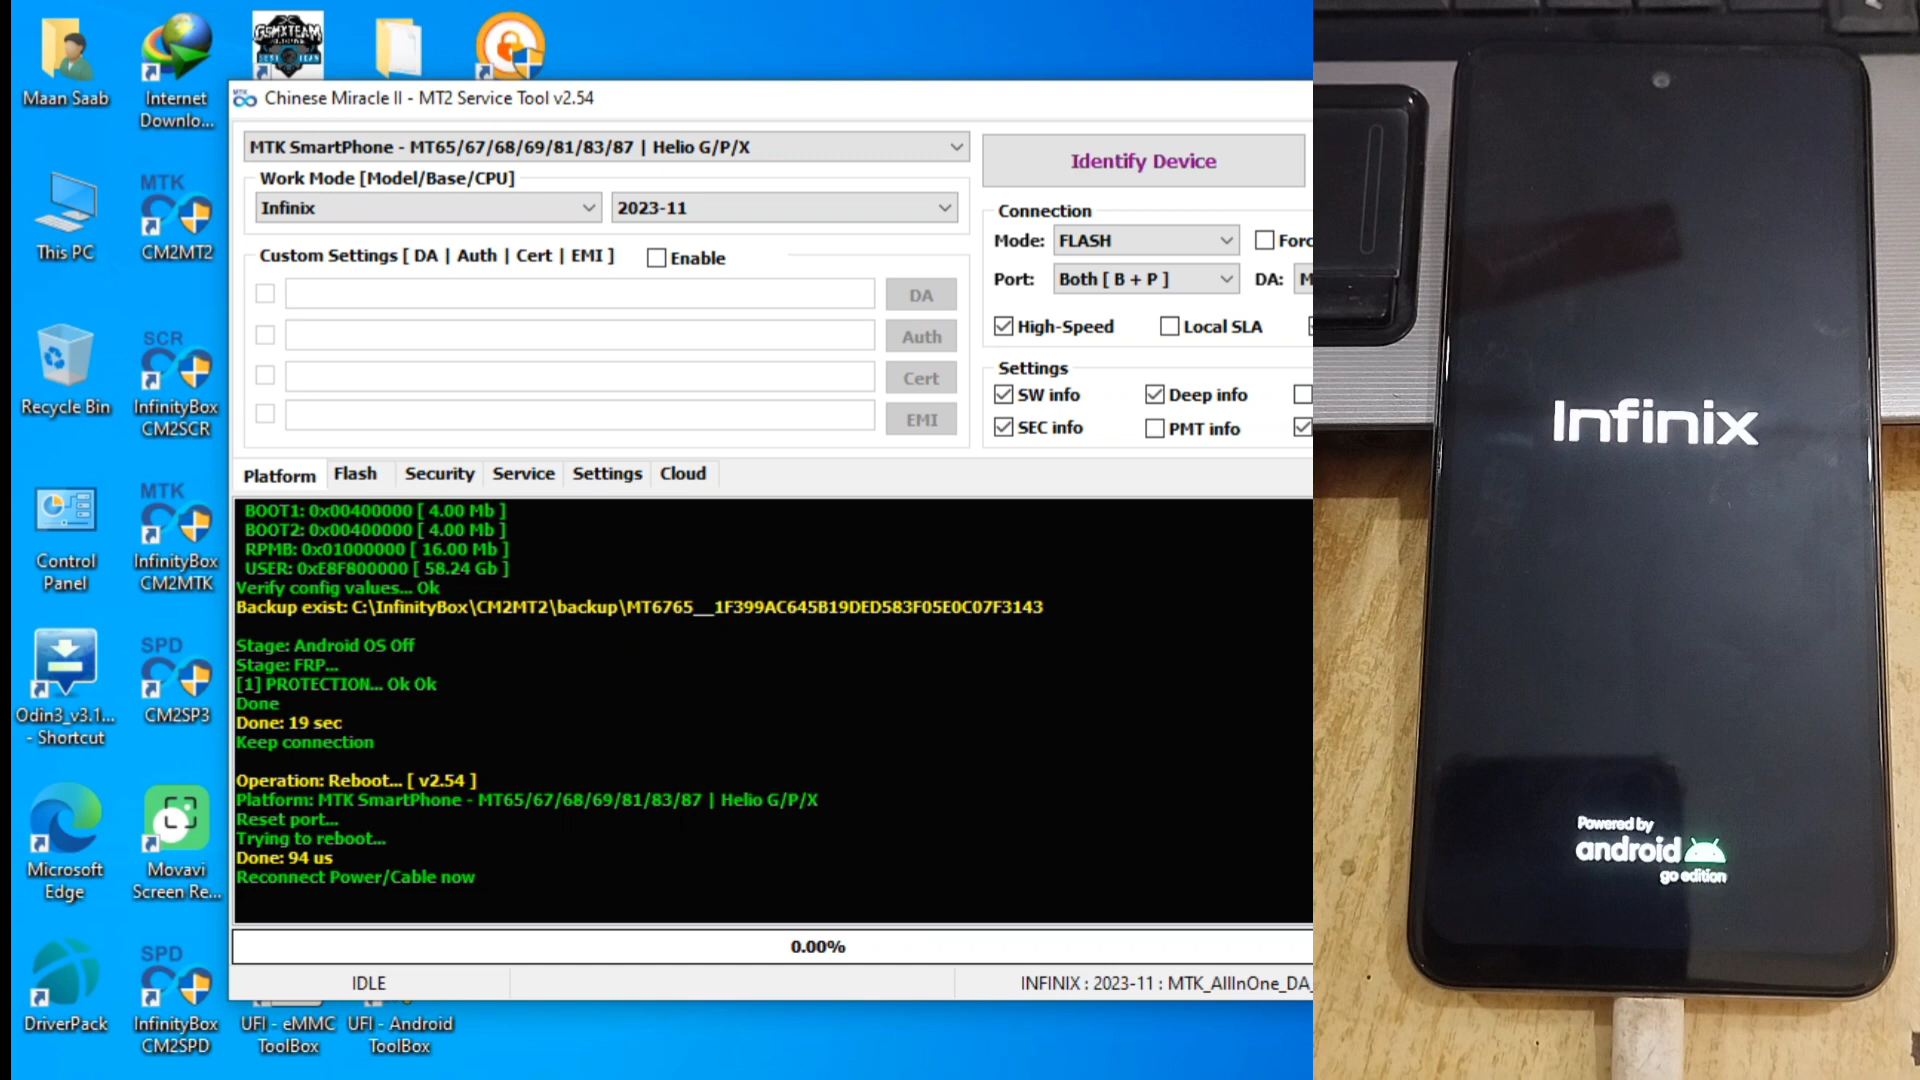 Maan Saab
Internet
Downlo...
GSMXTEAM
This PC
MTK
CM2MT2
Recycle Bin
SCR
InfinityBox
CM2SCR
Control
Panel
MTK
InfinityBox
CM2MTK
Odin3_v3.1...
- Shortcut
SPD
CM2SP3
Microsoft
Edge
Movavi
Screen Re...
DriverPack
SPD
InfinityBox
CM2SPD
UFI - eMMC
ToolBox
UFI - Android
ToolBox
MTK
Chinese Miracle II - MT2 Service Tool v2.54
MTK SmartPhone - MT65/67/68/69/81/83/87 | Helio G/P/X
Work Mode [Model/Base/CPU]
Infinix
2023-11
Custom Settings [ DA | Auth | Cert | EMI ]
Enable
DA
Auth
Cert
EMI
Identify Device
Connection
Mode: FLASH
Forc
Port: Both [ B + P ]
DA: M
High-Speed
Local SLA
Settings
SW info
Deep info
SEC info
PMT info
Platform Flash Security Service Settings Cloud
BOOT1: 0x00400000 [ 4.00 Mb ]
BOOT2: 0x00400000 [ 4.00 Mb ]
RPMB: 0x01000000 [ 16.00 Mb ]
USER: 0xE8F800000 [ 58.24 Gb ]
Verify config values... Ok
Backup exist: C:\InfinityBox\CM2MT2\backup\MT6765__1F399AC645B19DED583F05E0C07F3143
Stage: Android OS Off
Stage: FRP...
[1] PROTECTION... Ok Ok
Done
Done: 19 sec
Keep connection
Operation: Reboot... [ v2.54 ]
Platform: MTK SmartPhone - MT65/67/68/69/81/83/87 | Helio G/P/X
Reset port...
Trying to reboot...
Done: 94 us
Reconnect Power/Cable now
0.00%
IDLE
INFINIX : 2023-11 : MTK_AllInOne_DA_
Infinix
Powered by
android
go edition